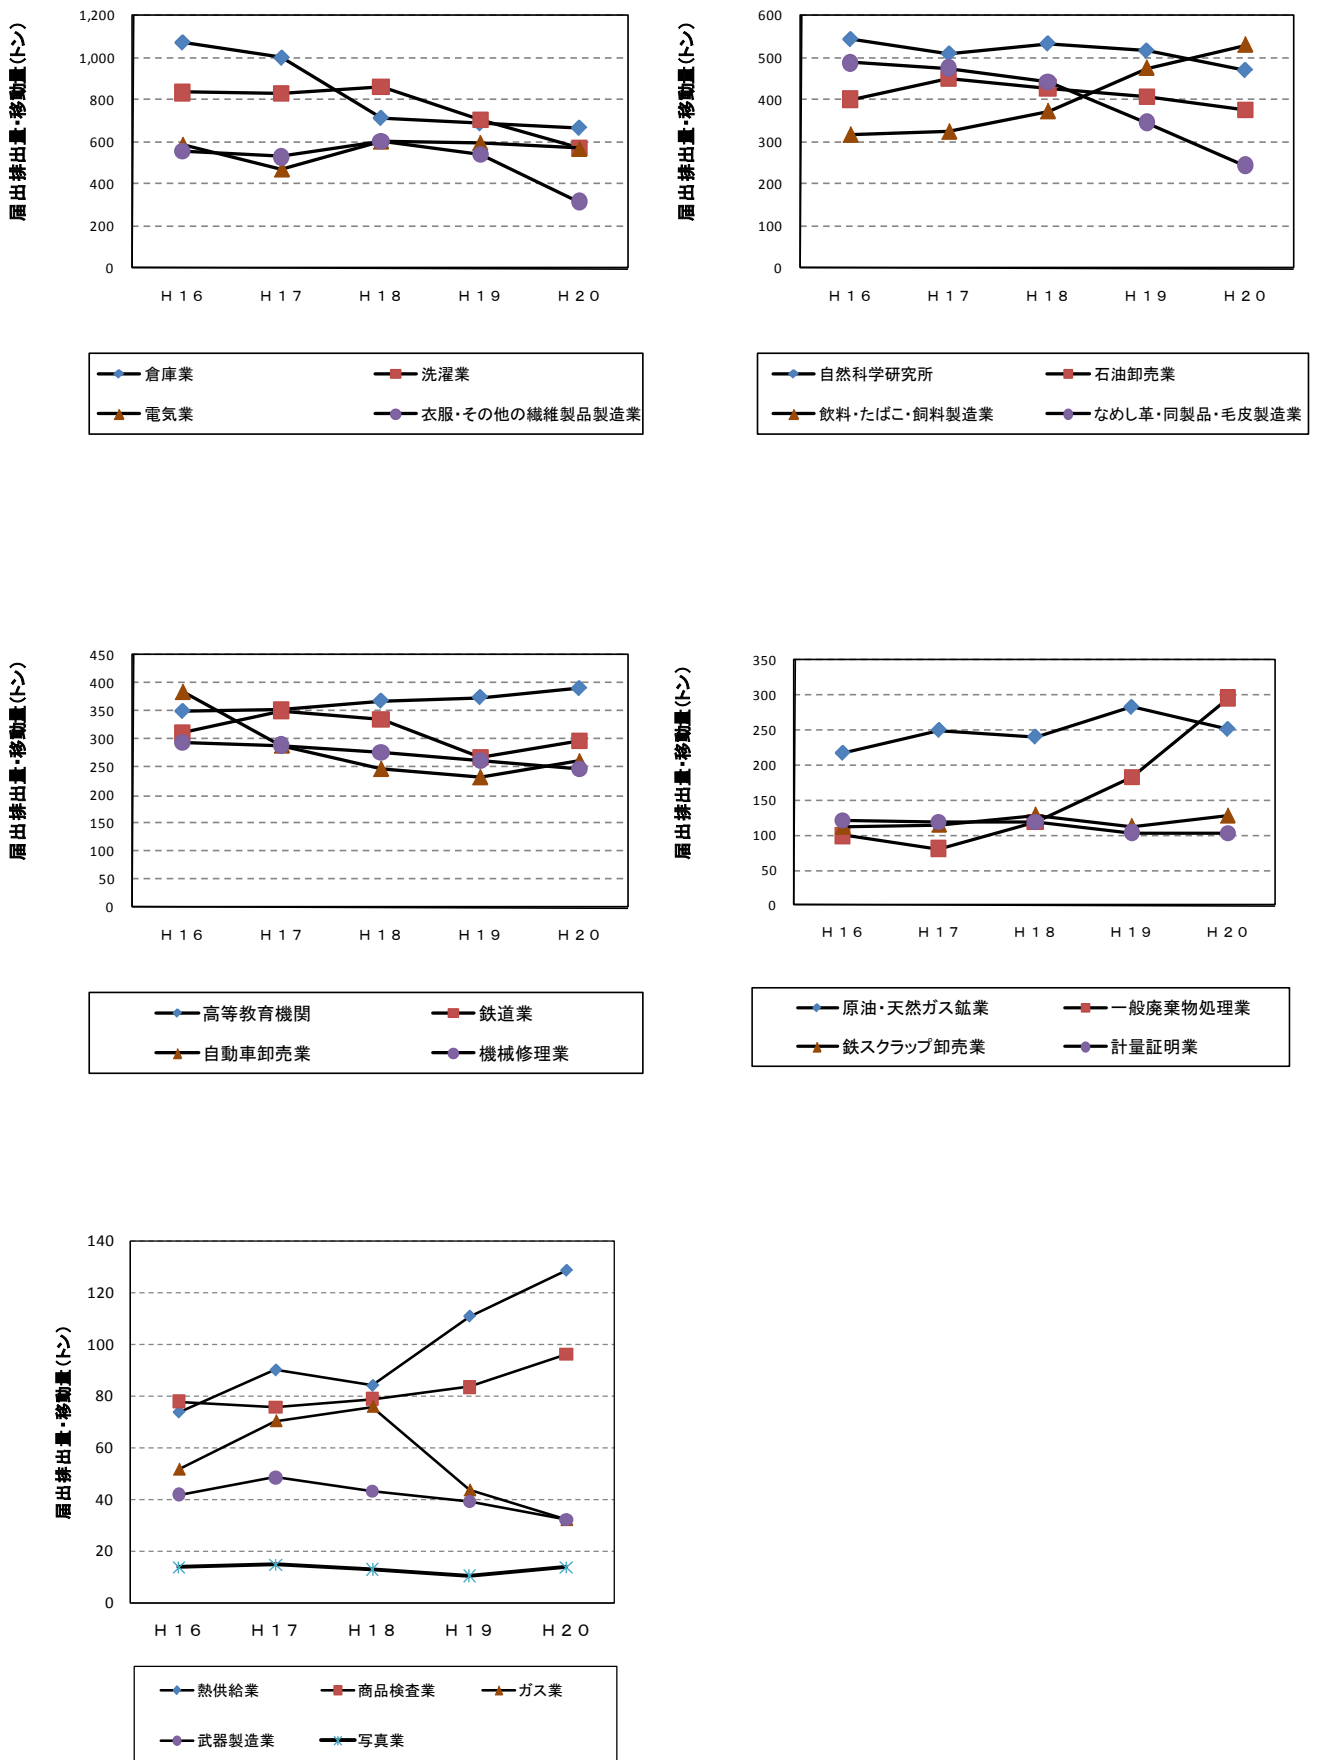 届出排出量・移動量(トン)
1,200
1,000
800
600
400
200
0
Ｈ１６ Ｈ１７ Ｈ１８ Ｈ１９ Ｈ２０
倉庫業 洗濯業
電気業 衣服・その他の繊維製品製造業
届出排出量・移動量(トン)
600
500
400
300
200
100
0
Ｈ１６ Ｈ１７ Ｈ１８ Ｈ１９ Ｈ２０
自然科学研究所 石油卸売業
飲料・たばこ・飼料製造業 なめし革・同製品・毛皮製造業
届出排出量・移動量(トン)
450
400
350
300
250
200
150
100
50
0
Ｈ１６ Ｈ１７ Ｈ１８ Ｈ１９ Ｈ２０
高等教育機関 鉄道業
自動車卸売業 機械修理業
届出排出量・移動量(トン)
350
300
250
200
150
100
50
0
Ｈ１６ Ｈ１７ Ｈ１８ Ｈ１９ Ｈ２０
原油・天然ガス鉱業 一般廃棄物処理業
鉄スクラップ卸売業 計量証明業
届出排出量・移動量(トン)
140
120
100
80
60
40
20
0
Ｈ１６ Ｈ１７ Ｈ１８ Ｈ１９ Ｈ２０
熱供給業 商品検査業 ガス業
武器製造業 写真業